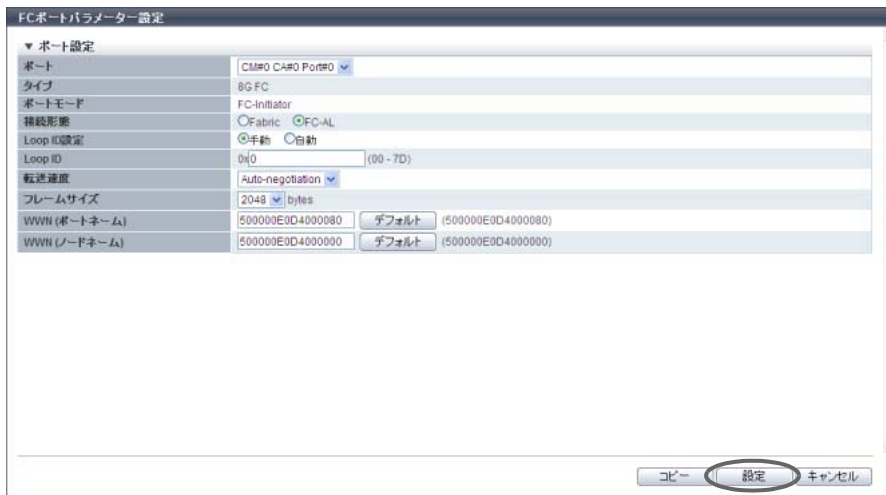 FCポートパラメーター設定
▼ ポート設定
ポート CM#0 CA#0 Port#0
タイプ 8G FC
ポートモード FC-Initiator
接続形態 Fabric FC-AL
Loop ID設定 手動 自動
Loop ID 0x 0 (00 - 7D)
転送速度 Auto-negotiation
フレームサイズ 2048 bytes
WWN (ポートネーム) 500000E0D4000080 デフォルト (500000E0D4000080)
WWN (ノードネーム) 500000E0D4000000 デフォルト (500000E0D4000000)
コピー 設定 キャンセル